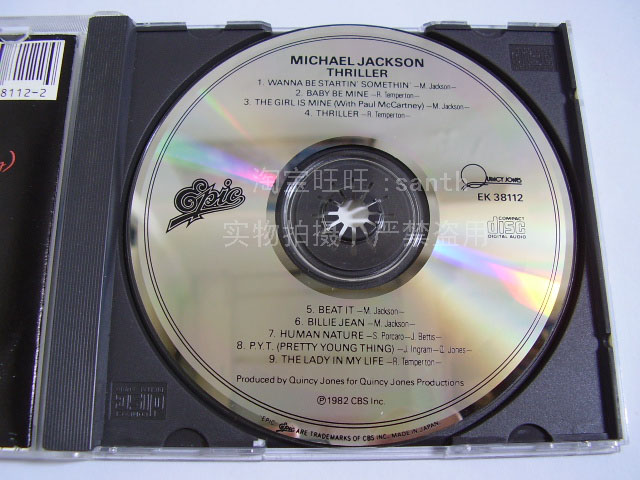 8112-2
MICHAEL JACKSON
THRILLER
1. WANNA BE STARTIN' SOMETHIN' —M. Jackson—
2. BABY BE MINE —R. Temperton—
3. THE GIRL IS MINE (With Paul McCartney) —M. Jackson—
4. THRILLER —R. Temperton—
淘宝旺旺 :santh
Epic
QUINCY JONES
EK 38112
实物拍摄 严禁盗用
COMPACT
disc
DIGITAL AUDIO
5. BEAT IT —M. Jackson—
6. BILLIE JEAN —M. Jackson—
7. HUMAN NATURE —S. Porcaro—J. Bettis—
8. P.Y.T. (PRETTY YOUNG THING) —J. Ingram—Q. Jones—
9. THE LADY IN MY LIFE —R. Temperton—
Produced by Quincy Jones for Quincy Jones Productions
Ⓟ1982 CBS Inc.
EPIC, Epic ARE TRADEMARKS OF CBS INC. MADE IN JAPAN.